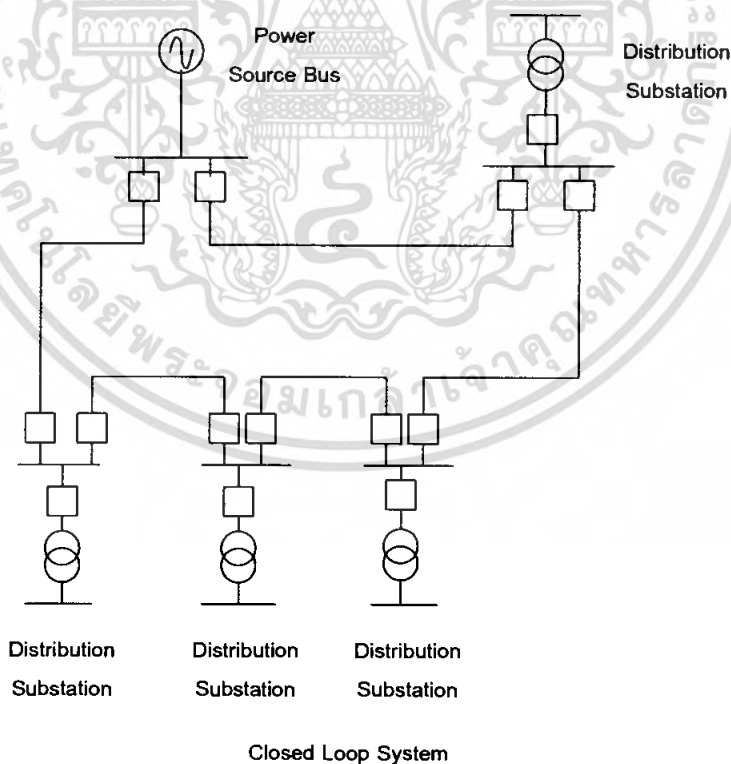 Power
Source Bus
Distribution
Substation
Distribution
Substation
Distribution
Substation
Distribution
Substation
Closed Loop System